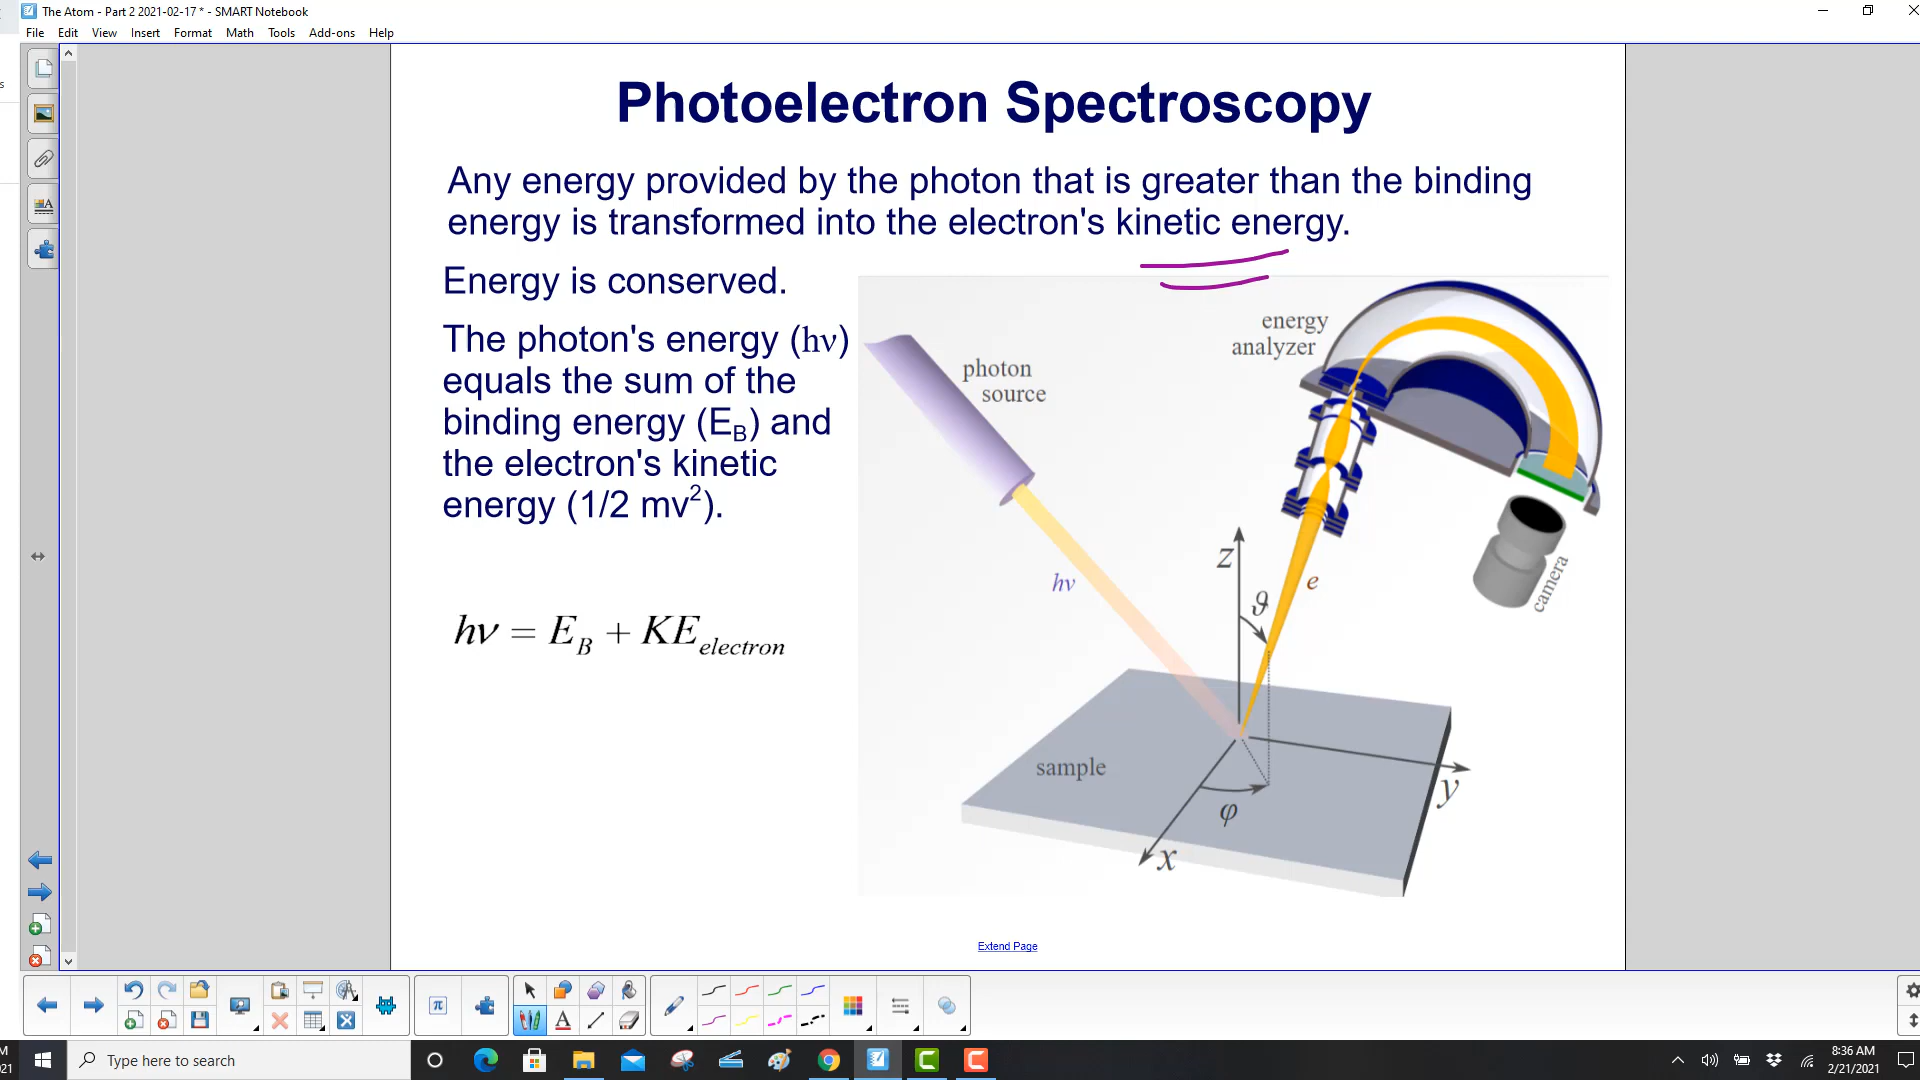 The Atom - Part 2 2021-02-17 * - SMART Notebook
File Edit View Insert Format Math Tools Add-ons Help
Photoelectron Spectroscopy
Any energy provided by the photon that is greater than the binding
energy is transformed into the electron's kinetic energy.
Energy is conserved.
The photon's energy (hν)
equals the sum of the
binding energy (E_B) and
the electron's kinetic
energy (1/2 mv²).
hν = E_B + KE_electron
photon
source
energy
analyzer
camera
hν
e
z
ϑ
sample
φ
x
y
Extend Page
π
A
Type here to search
8:36 AM
2/21/2021